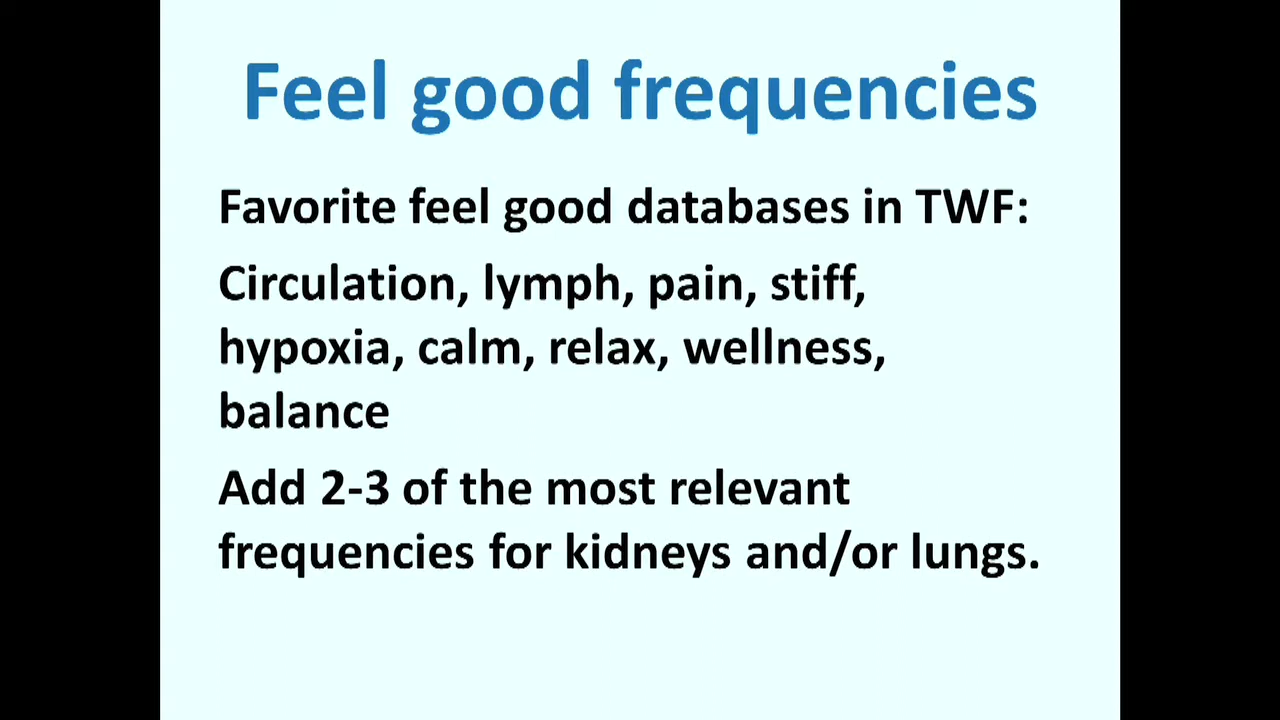 Feel good frequencies
Favorite feel good databases in TWF:
Circulation, lymph, pain, stiff,
hypoxia, calm, relax, wellness,
balance
Add 2-3 of the most relevant
frequencies for kidneys and/or lungs.